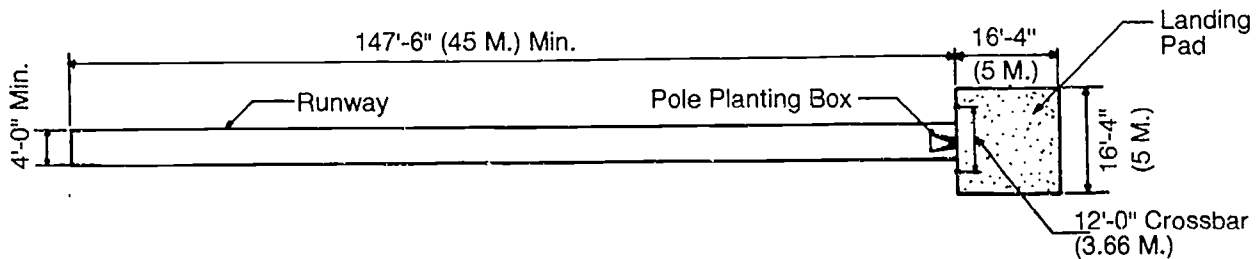 147'-6" (45 M.) Min.
16'-4"
(5 M.)
Landing
Pad
4'-0" Min.
Runway
Pole Planting Box
16'-4"
(5 M.)
12'-0" Crossbar
(3.66 M.)